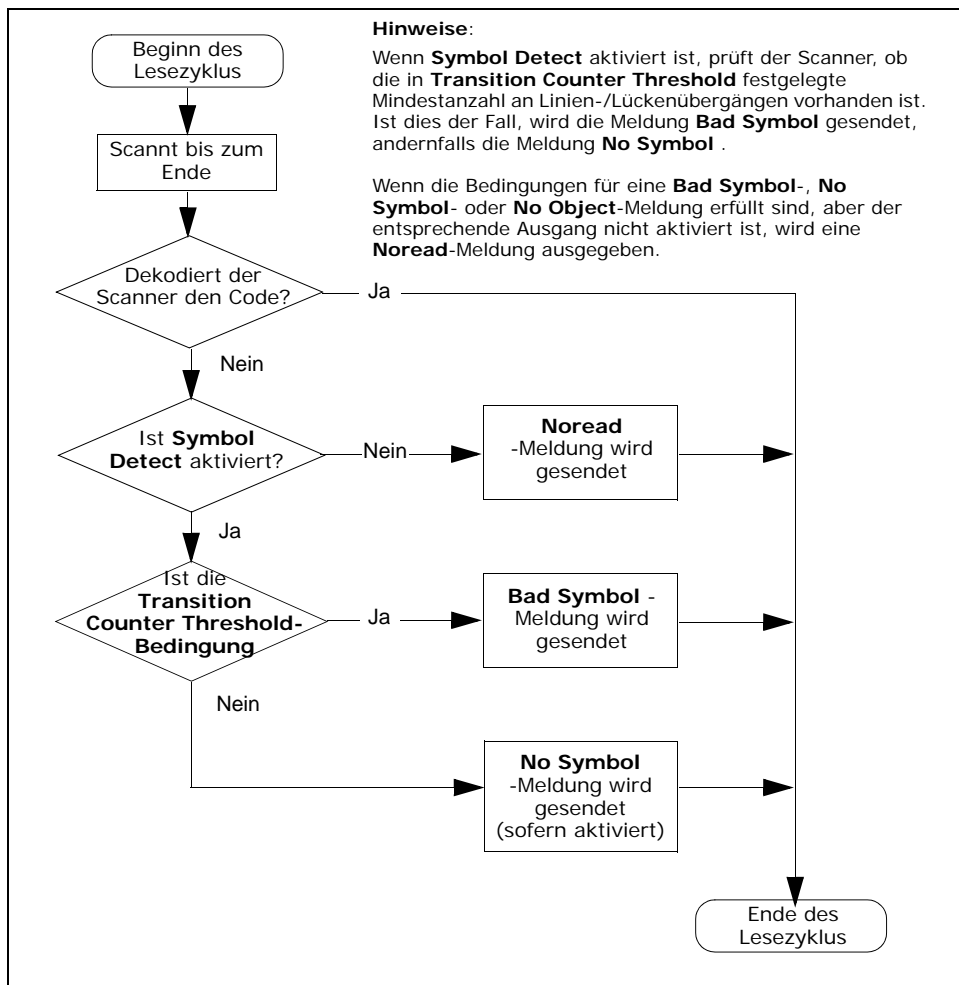 Beginn des
Lesezyklus
Hinweise:
Wenn Symbol Detect aktiviert ist, prüft der Scanner, ob
die in Transition Counter Threshold festgelegte
Mindestanzahl an Linien-/Lückenübergängen vorhanden ist.
Ist dies der Fall, wird die Meldung Bad Symbol gesendet,
andernfalls die Meldung No Symbol .
Wenn die Bedingungen für eine Bad Symbol-, No
Symbol- oder No Object-Meldung erfüllt sind, aber der
entsprechende Ausgang nicht aktiviert ist, wird eine
Noread-Meldung ausgegeben.
Scannt bis zum
Ende
Dekodiert der
Scanner den Code?
Ja
Nein
Ist Symbol
Detect aktiviert?
Nein
Noread
-Meldung wird
gesendet
Ja
Ist die
Transition
Counter Threshold-
Bedingung
Ja
Bad Symbol -
Meldung wird
gesendet
Nein
No Symbol
-Meldung wird
gesendet
(sofern aktiviert)
Ende des
Lesezyklus